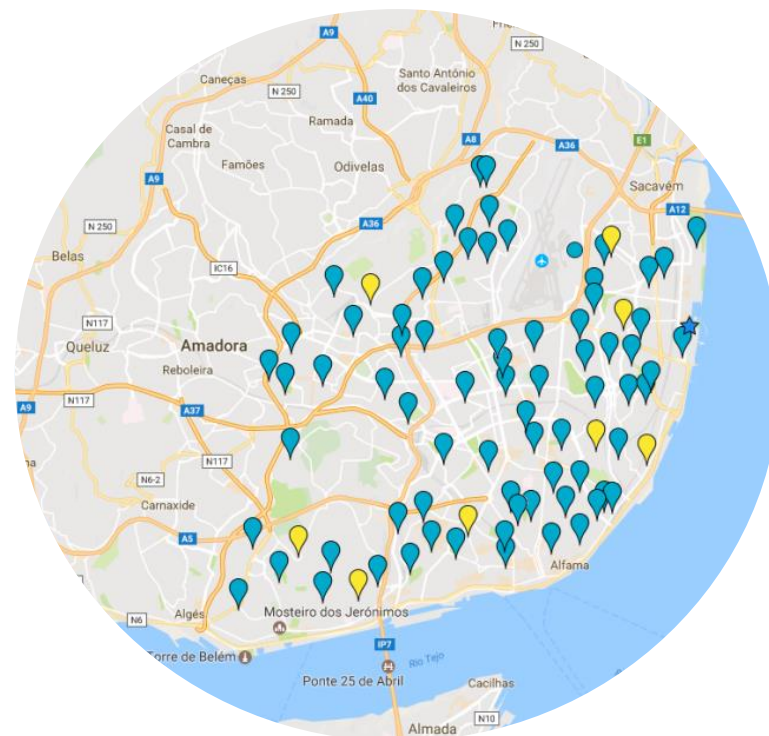 A9
N 250
Caneças
N 250
Santo António
dos Cavaleiros
A40
Ramada
Casal de
Cambra
A8
A36
E1
Famões
Odivelas
A9
Sacavém
A12
N 250
A36
Belas
IC16
N117
Queluz
Amadora
Reboleira
A9
N117
A37
N117
N6-2
Carnaxide
A5
Alfama
Algés
N6
Mosteiro dos Jerónimos
IP7
Torre de Belém
Rio Tejo
Ponte 25 de Abril
Cacilhas
N10
Almada